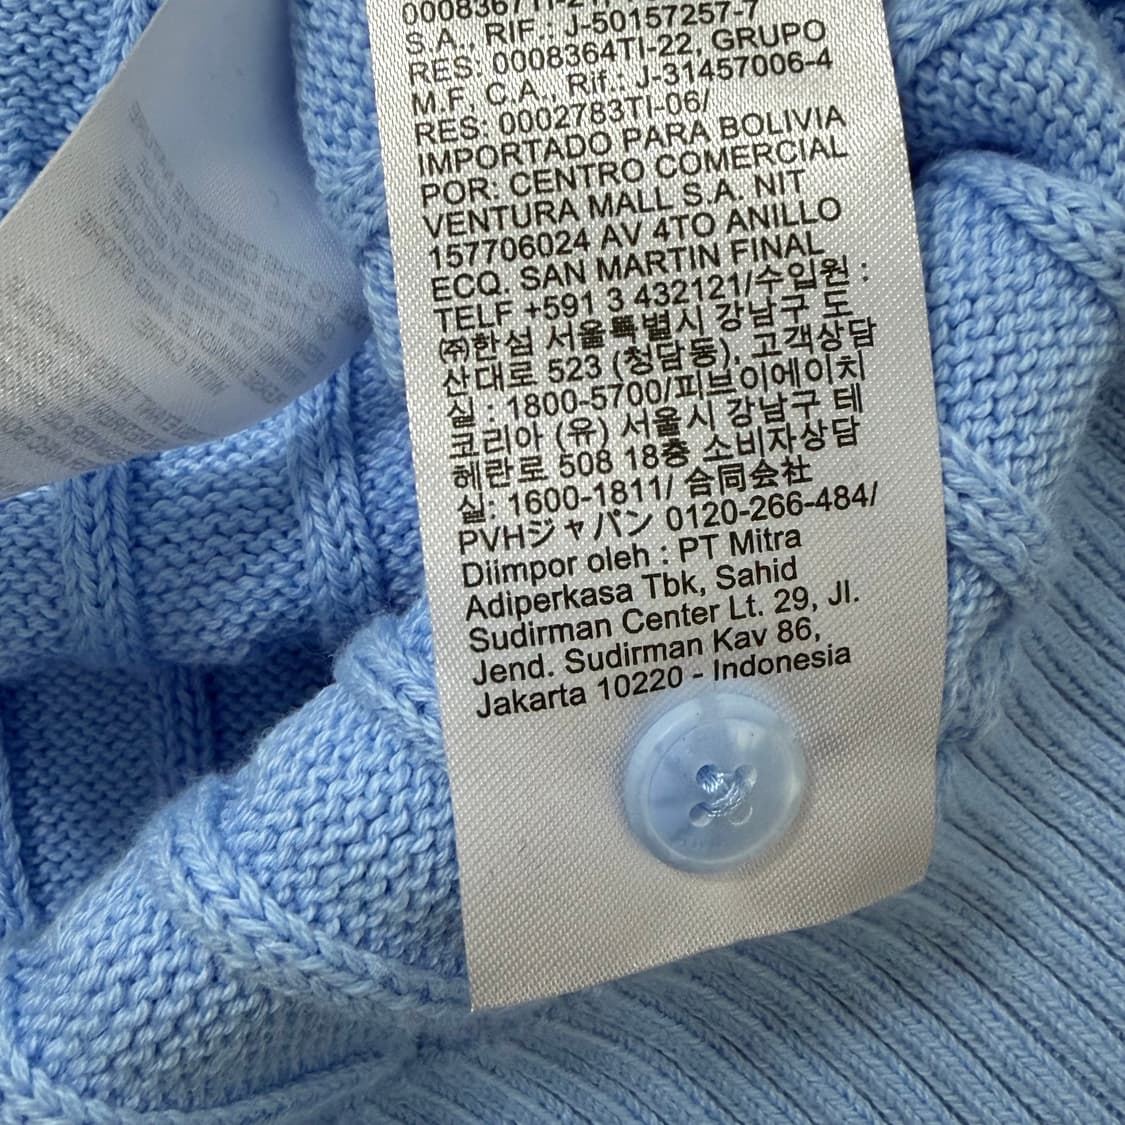 S.A., RIF.: J-50157257-7
RES: 0008364TI-22, GRUPO
M.F, C.A., Rif.: J-31457006-4
RES: 0002783TI-06/
IMPORTADO PARA BOLIVIA
POR: CENTRO COMERCIAL
VENTURA MALL S.A. NIT
157706024 AV 4TO ANILLO
ECQ. SAN MARTIN FINAL
TELF +591 3 432121/수입원 :
㈜한섬 서울특별시 강남구 도
산대로 523 (청담동), 고객상담
실 : 1800-5700/피브이에이치
코리아 (유) 서울시 강남구 테
헤란로 508 18층 소비자상담
실: 1600-1811/ 合同会社
PVHジャパン 0120-266-484/
Diimpor oleh : PT Mitra
Adiperkasa Tbk, Sahid
Sudirman Center Lt. 29, Jl.
Jend. Sudirman Kav 86,
Jakarta 10220 - Indonesia